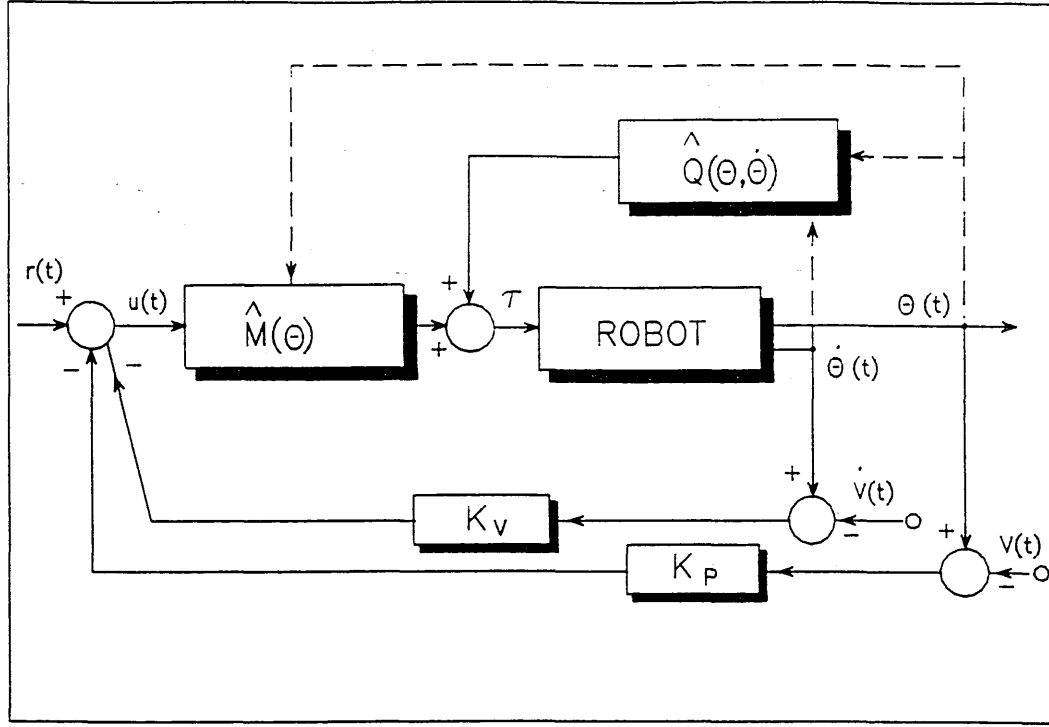 ^
Q(Θ,Θ̇)
r(t)
+
u(t)
^
M(Θ)
+
+
τ
ROBOT
Θ(t)
Θ̇(t)
−
−
+
V̇(t)
−
K_V
+
V(t)
−
K_P